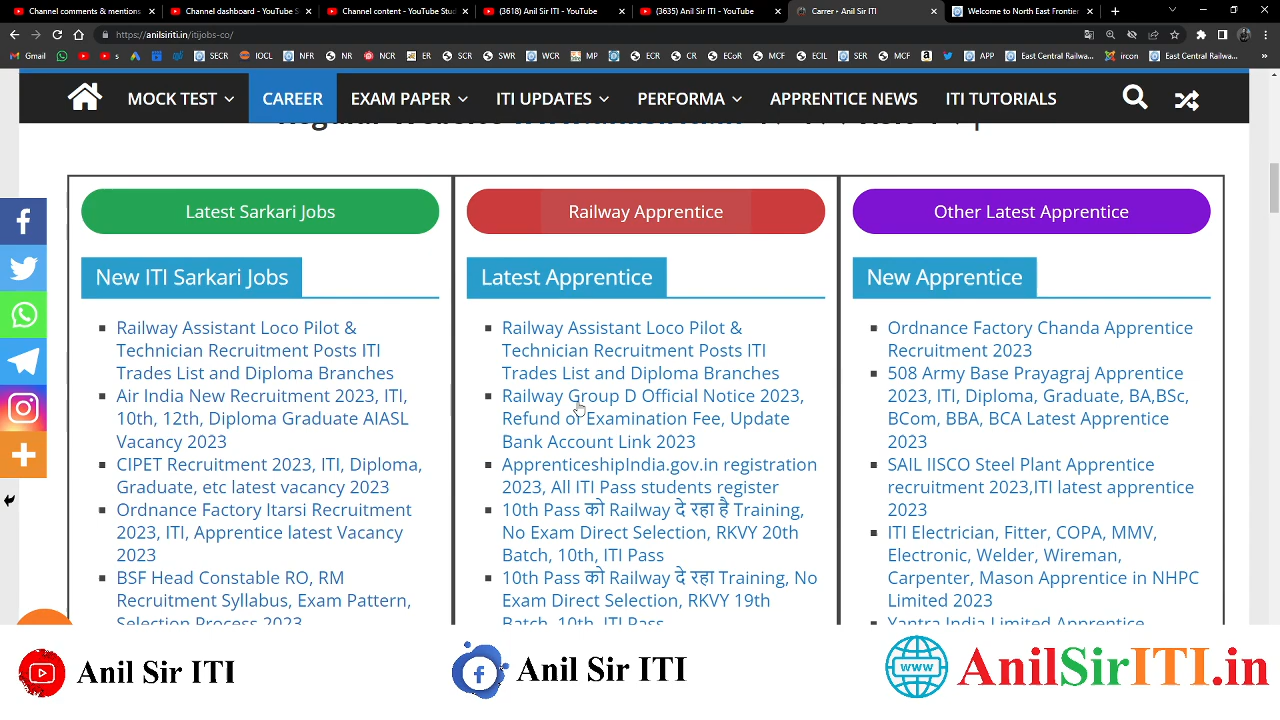 Channel comments & mentions
Channel dashboard - YouTube S
Channel content - YouTube Stud
(3618) Anil Sir ITI - YouTube
(3635) Anil Sir ITI - YouTube
Carrer • Anil Sir ITI
Welcome to North East Frontier
https://anilsiriti.in/itijobs-co/
Gmail
s
SECR
IOCL
NFR
NR
NCR
ER
SCR
SWR
WCR
MP
ECR
CR
ECoR
MCF
ECIL
SER
MCF
APP
East Central Railwa...
ircon
East Central Railwa...
MOCK TEST
CAREER
EXAM PAPER
ITI UPDATES
PERFORMA
APPRENTICE NEWS
ITI TUTORIALS
Latest Sarkari Jobs
Railway Apprentice
Other Latest Apprentice
New ITI Sarkari Jobs
Railway Assistant Loco Pilot &
Technician Recruitment Posts ITI
Trades List and Diploma Branches
Air India New Recruitment 2023, ITI,
10th, 12th, Diploma Graduate AIASL
Vacancy 2023
CIPET Recruitment 2023, ITI, Diploma,
Graduate, etc latest vacancy 2023
Ordnance Factory Itarsi Recruitment
2023, ITI, Apprentice latest Vacancy
2023
BSF Head Constable RO, RM
Recruitment Syllabus, Exam Pattern,
Selection Process 2023
Latest Apprentice
Railway Assistant Loco Pilot &
Technician Recruitment Posts ITI
Trades List and Diploma Branches
Railway Group D Official Notice 2023,
Refund of Examination Fee, Update
Bank Account Link 2023
ApprenticeshipIndia.gov.in registration
2023, All ITI Pass students register
10th Pass को Railway दे रहा है Training,
No Exam Direct Selection, RKVY 20th
Batch, 10th, ITI Pass
10th Pass को Railway दे रहा Training, No
Exam Direct Selection, RKVY 19th
Batch, 10th, ITI Pass
New Apprentice
Ordnance Factory Chanda Apprentice
Recruitment 2023
508 Army Base Prayagraj Apprentice
2023, ITI, Diploma, Graduate, BA,BSc,
BCom, BBA, BCA Latest Apprentice
2023
SAIL IISCO Steel Plant Apprentice
recruitment 2023,ITI latest apprentice
2023
ITI Electrician, Fitter, COPA, MMV,
Electronic, Welder, Wireman,
Carpenter, Mason Apprentice in NHPC
Limited 2023
Yantra India Limited Apprentice
Anil Sir ITI
Anil Sir ITI
www
AnilSirITI.in